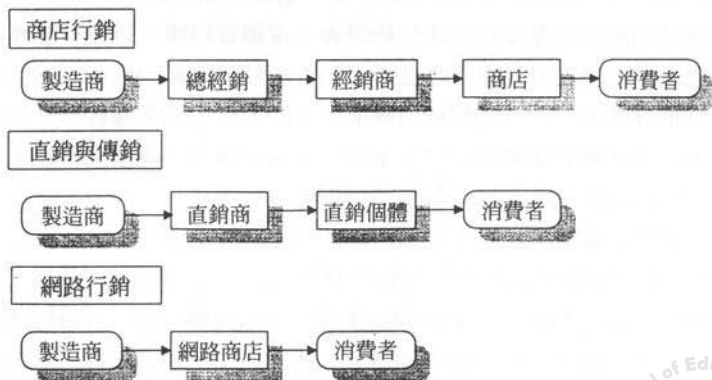 商店行銷
製造商 總經銷 經銷商 商店 消費者
直銷與傳銷
製造商 直銷商 直銷個體 消費者
網路行銷
製造商 網路商店 消費者
of Edu